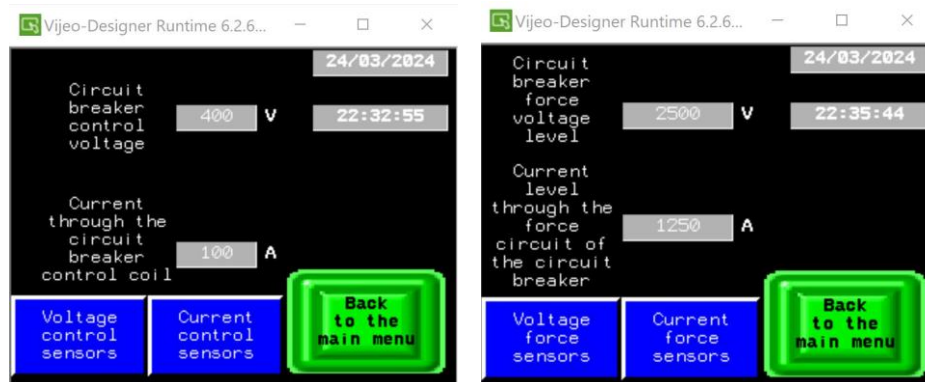 Vijeo-Designer Runtime 6.2.6...
24/03/2024
Circuit
breaker
control
voltage
400 V
22:32:55
Current
through the
circuit
breaker
control coil
100 A
Voltage
control
sensors
Current
control
sensors
Back
to the
main menu
Vijeo-Designer Runtime 6.2.6...
24/03/2024
Circuit
breaker
force
voltage
level
2500 V
22:35:44
Current
level
through the
force
circuit of
the circuit
breaker
1250 A
Voltage
force
sensors
Current
force
sensors
Back
to the
main menu